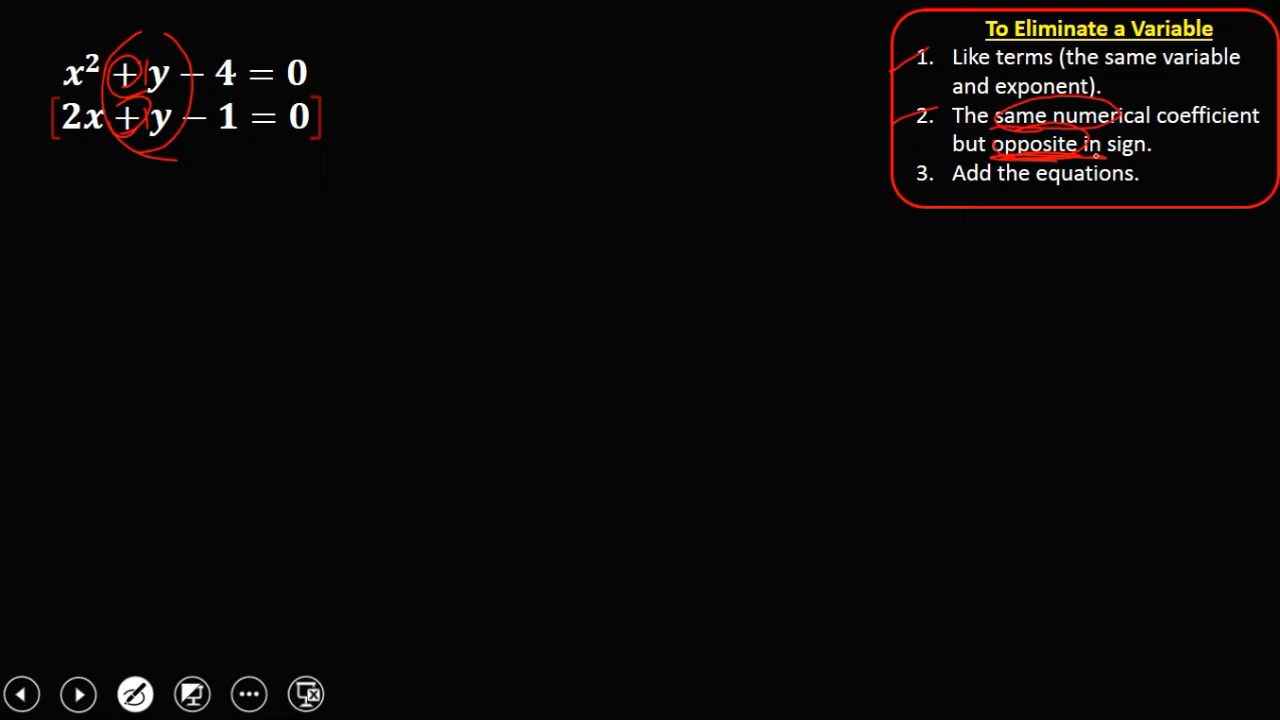 x² + y − 4 = 0
[2x + y − 1 = 0]
To Eliminate a Variable
1. Like terms (the same variable
and exponent).
2. The same numerical coefficient
but opposite in sign.
3. Add the equations.